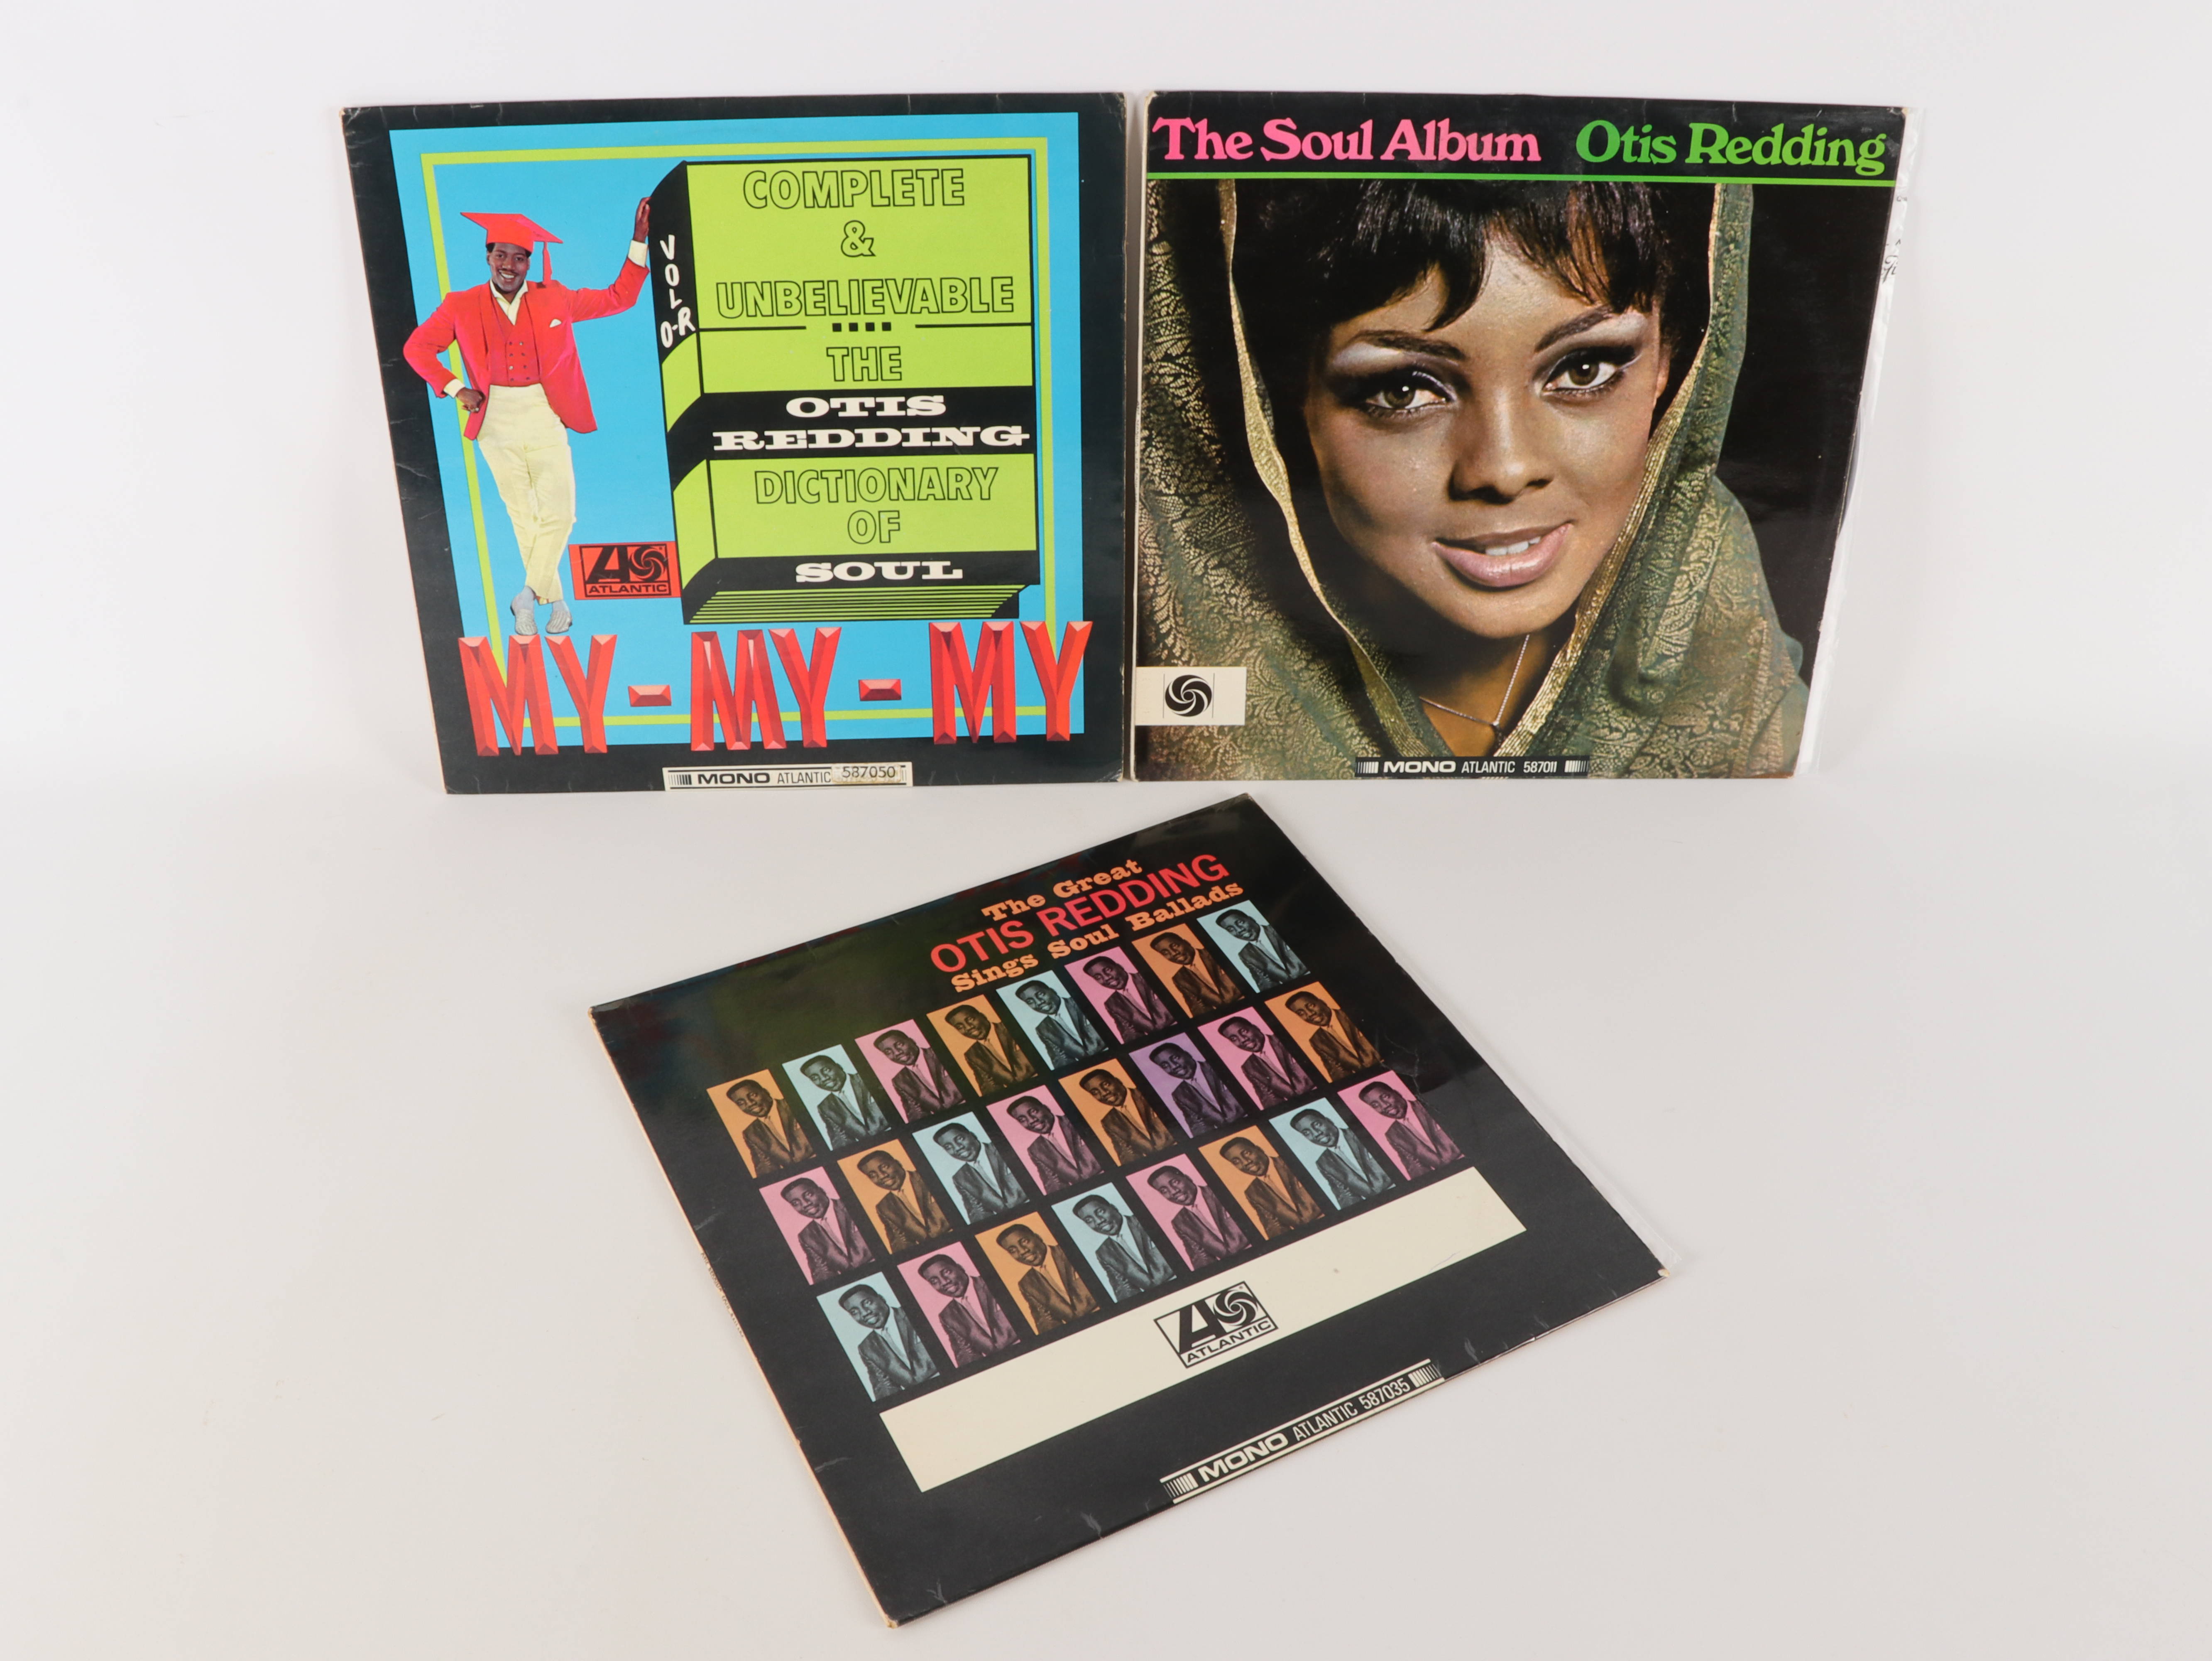 COMPLETE
&
UNBELIEVABLE
THE
OTIS
REDDING
DICTIONARY
OF
SOUL
VOL
O-R
ATLANTIC
MY-MY-MY
MONO ATLANTIC 587050
The Soul Album Otis Redding
MONO ATLANTIC 587011
The Great
OTIS REDDING
Sings Soul Ballads
ATLANTIC
MONO ATLANTIC 587035